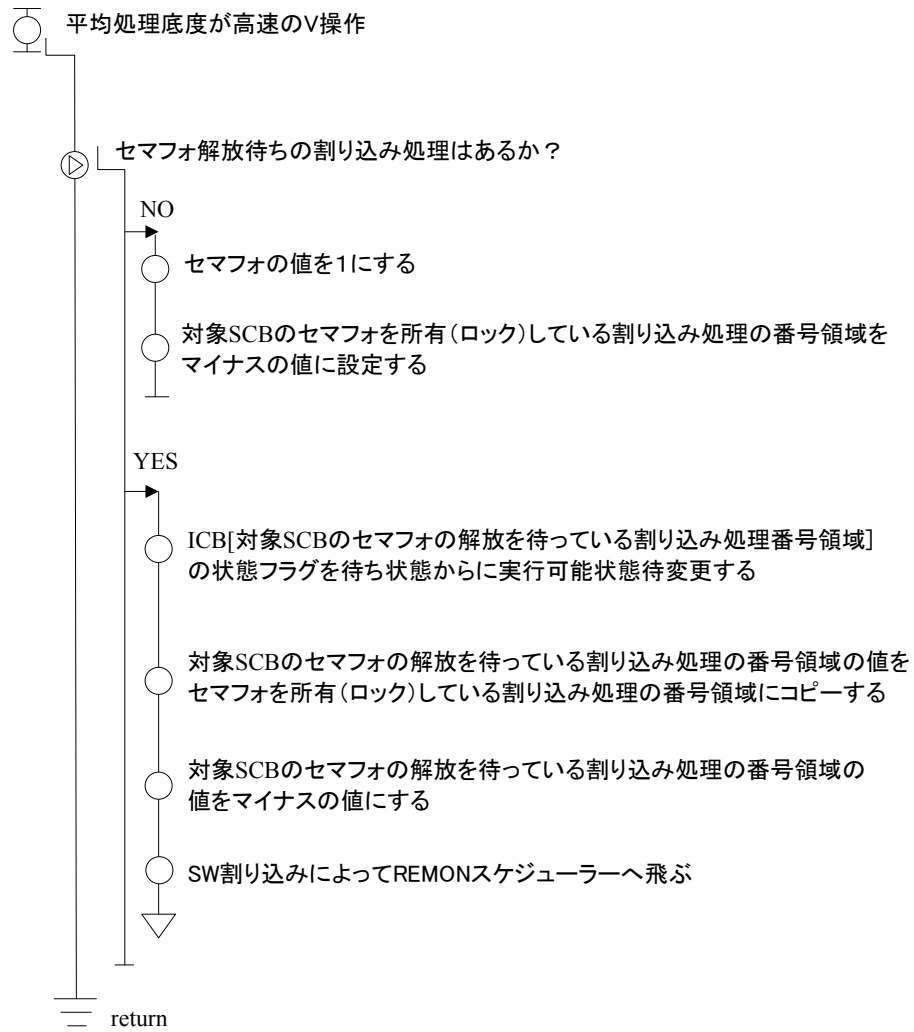 平均処理底度が高速のV操作
セマフォ解放待ちの割り込み処理はあるか？
NO
セマフォの値を１にする
対象SCBのセマフォを所有（ロック）している割り込み処理の番号領域を
マイナスの値に設定する
YES
ICB[対象SCBのセマフォの解放を待っている割り込み処理番号領域]
の状態フラグを待ち状態からに実行可能状態待変更する
対象SCBのセマフォの解放を待っている割り込み処理の番号領域の値を
セマフォを所有（ロック）している割り込み処理の番号領域にコピーする
対象SCBのセマフォの解放を待っている割り込み処理の番号領域の
値をマイナスの値にする
SW割り込みによってREMONスケジューラーへ飛ぶ
return